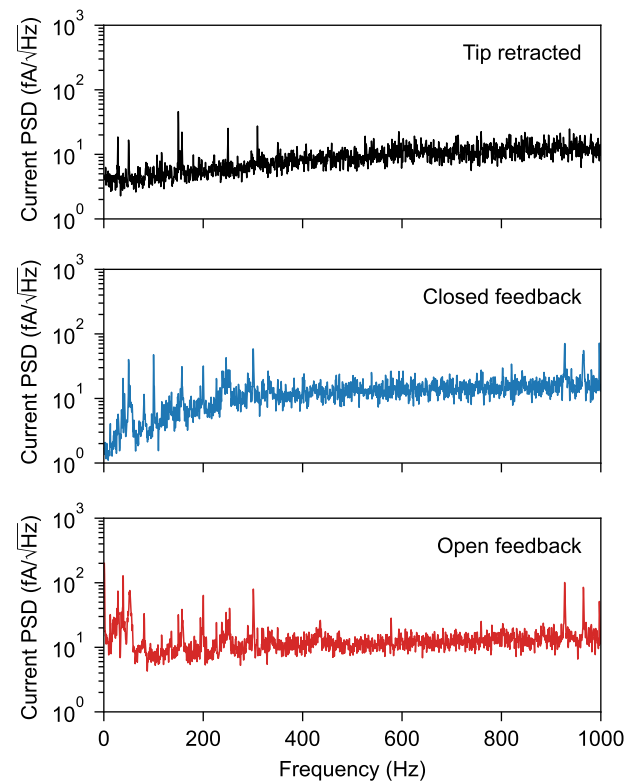 Current PSD (fA/√Hz)
10³
10²
10¹
10⁰
Tip retracted
Current PSD (fA/√Hz)
10³
10²
10¹
10⁰
Closed feedback
Current PSD (fA/√Hz)
10³
10²
10¹
10⁰
Open feedback
0 200 400 600 800 1000
Frequency (Hz)